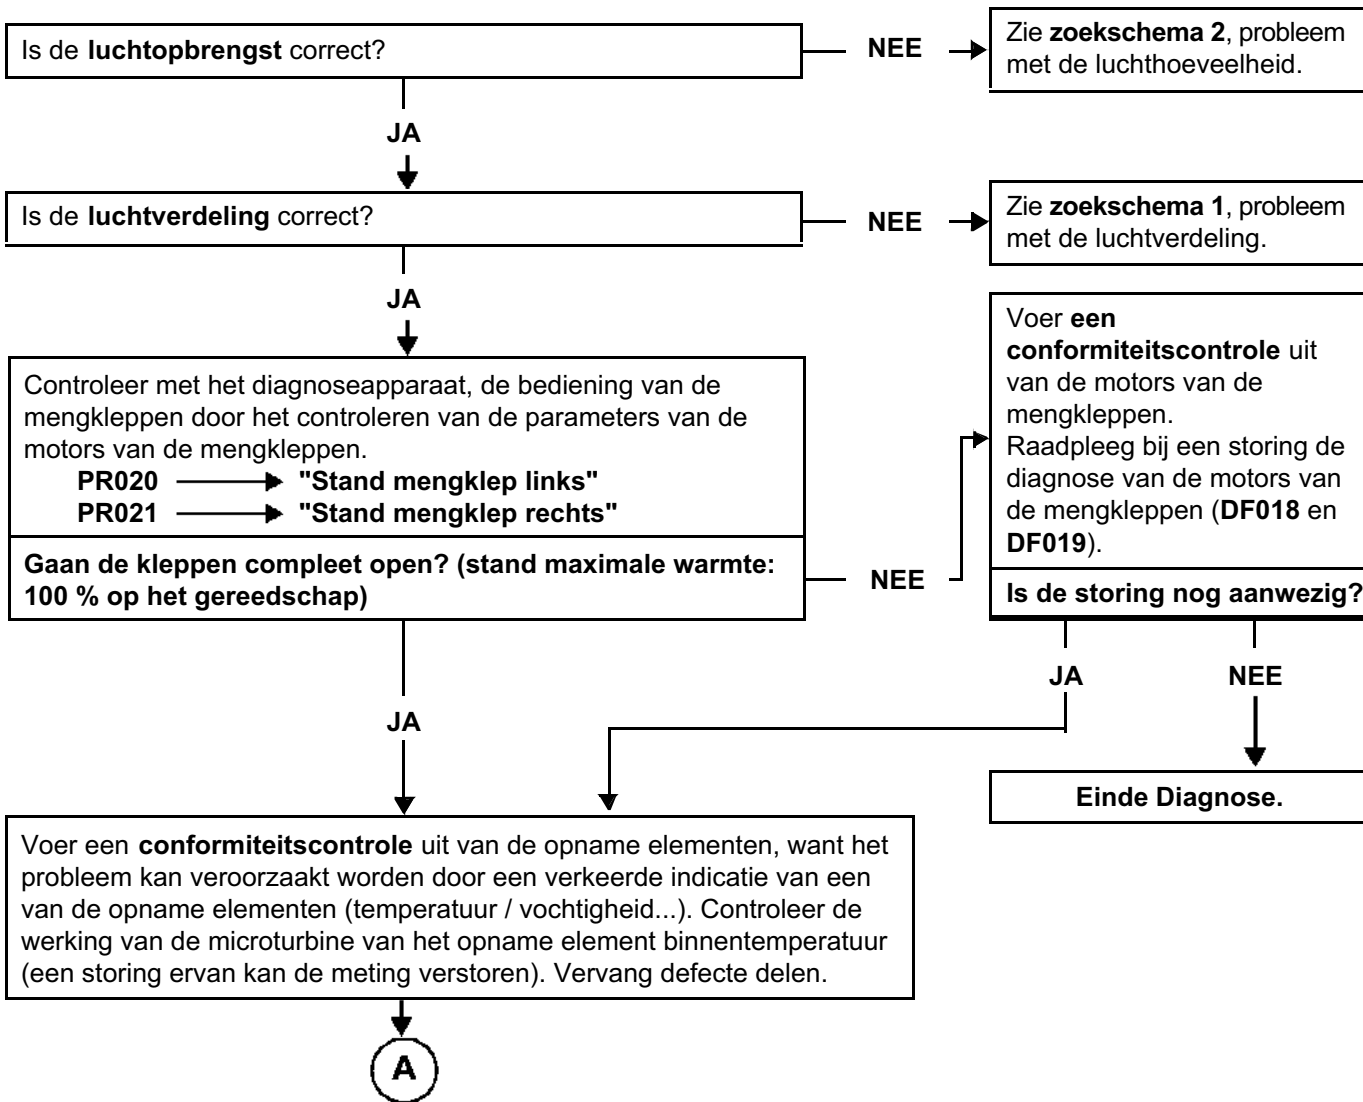 Is de luchtopbrengst correct?
NEE
Zie zoekschema 2, probleem
met de luchthoeveelheid.
JA
Is de luchtverdeling correct?
NEE
Zie zoekschema 1, probleem
met de luchtverdeling.
JA
Controleer met het diagnoseapparaat, de bediening van de
mengkleppen door het controleren van de parameters van de
motors van de mengkleppen.
PR020 "Stand mengklep links"
PR021 "Stand mengklep rechts"
Gaan de kleppen compleet open? (stand maximale warmte:
100 % op het gereedschap)
NEE
Voer een
conformiteitscontrole uit
van de motors van de
mengkleppen.
Raadpleeg bij een storing de
diagnose van de motors van
de mengkleppen (DF018 en
DF019).
Is de storing nog aanwezig?
JA
NEE
JA
Einde Diagnose.
Voer een conformiteitscontrole uit van de opname elementen, want het
probleem kan veroorzaakt worden door een verkeerde indicatie van een
van de opname elementen (temperatuur / vochtigheid...). Controleer de
werking van de microturbine van het opname element binnentemperatuur
(een storing ervan kan de meting verstoren). Vervang defecte delen.
A